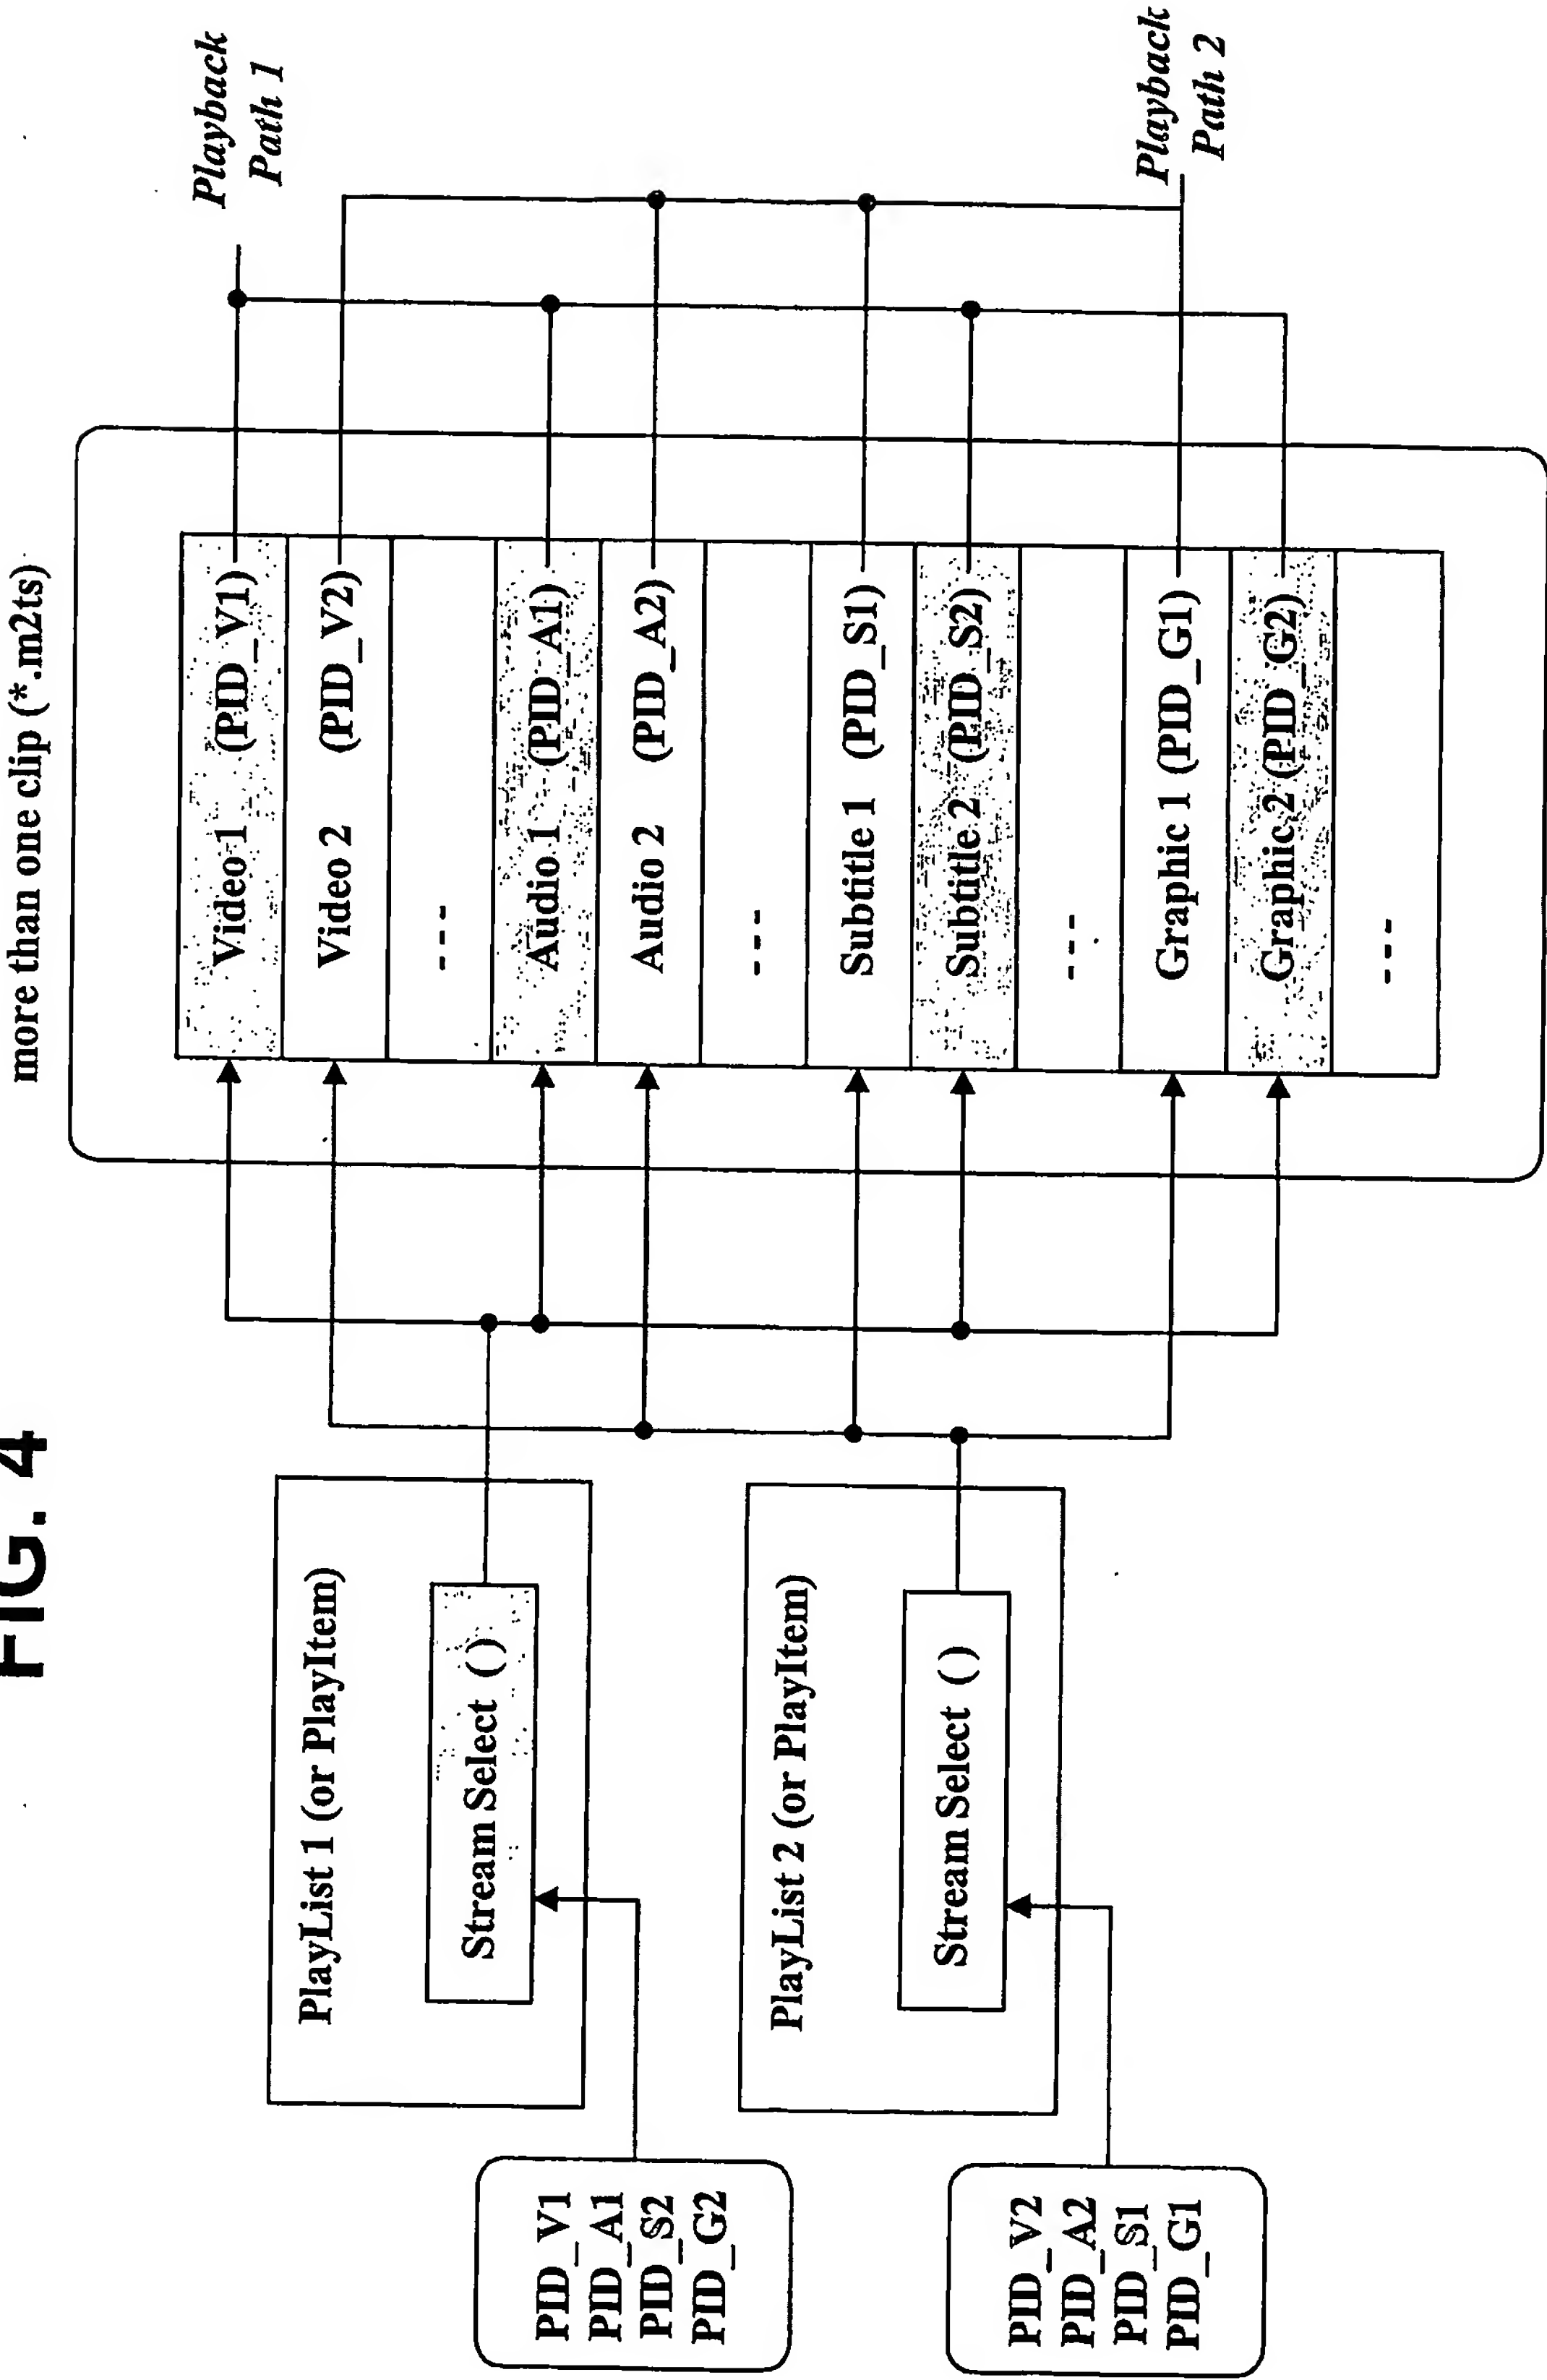 FIG. 4
more than one clip (*.m2ts)
PID_V1
PID_A1
PID_S2
PID_G2
PlayList 1 (or PlayItem)
Stream Select ( )
PID_V2
PID_A2
PID_S1
PID_G1
PlayList 2 (or PlayItem)
Stream Select ( )
Video 1 (PID_V1)
Video 2 (PID_V2)
---
Audio 1 (PID_A1)
Audio 2 (PID_A2)
---
Subtitle 1 (PID_S1)
Subtitle 2 (PID_S2)
---
Graphic 1 (PID_G1)
Graphic 2 (PID_G2)
---
Playback
Path 1
Playback
Path 2